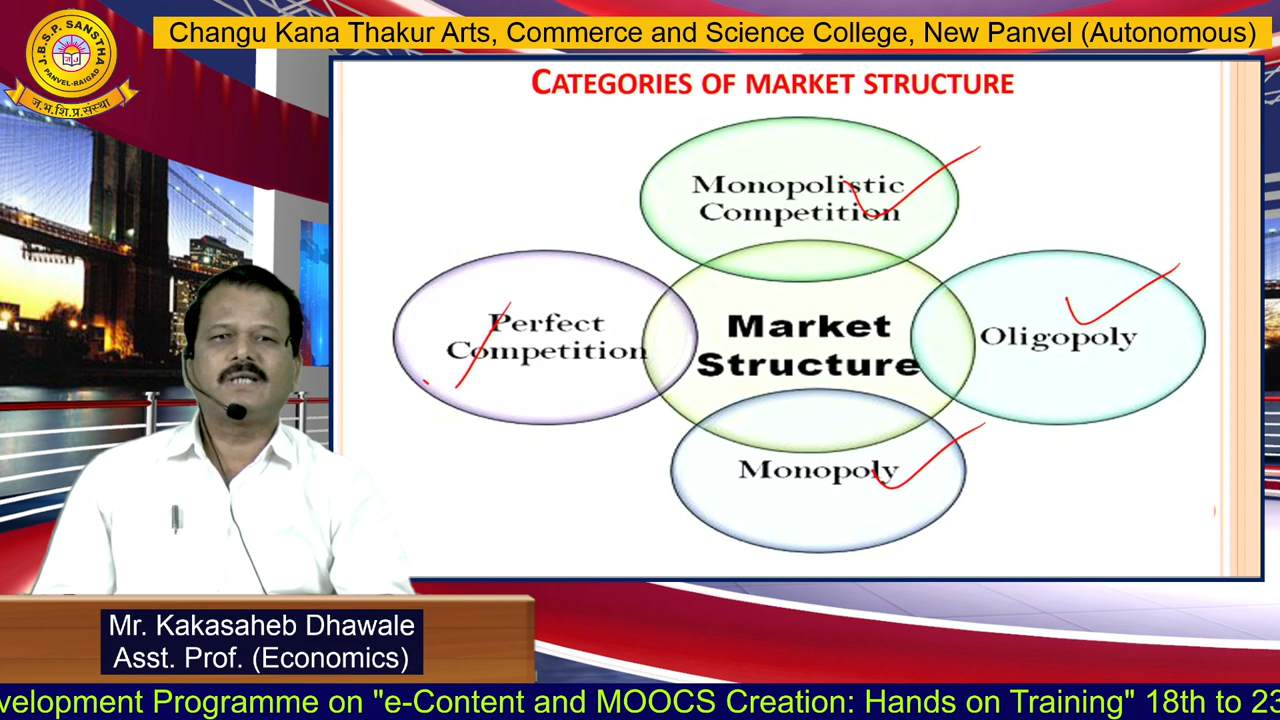 J.B.S.P. SANSTHA
PANVEL-RAIGAD
ज.भ.शि.प्र.संस्था
Changu Kana Thakur Arts, Commerce and Science College, New Panvel (Autonomous)
CATEGORIES OF MARKET STRUCTURE
Monopolistic
Competition
Perfect
Competition
Market
Structure
Oligopoly
Monopoly
Mr. Kakasaheb Dhawale
Asst. Prof. (Economics)
velopment Programme on "e-Content and MOOCS Creation: Hands on Training" 18th to 23